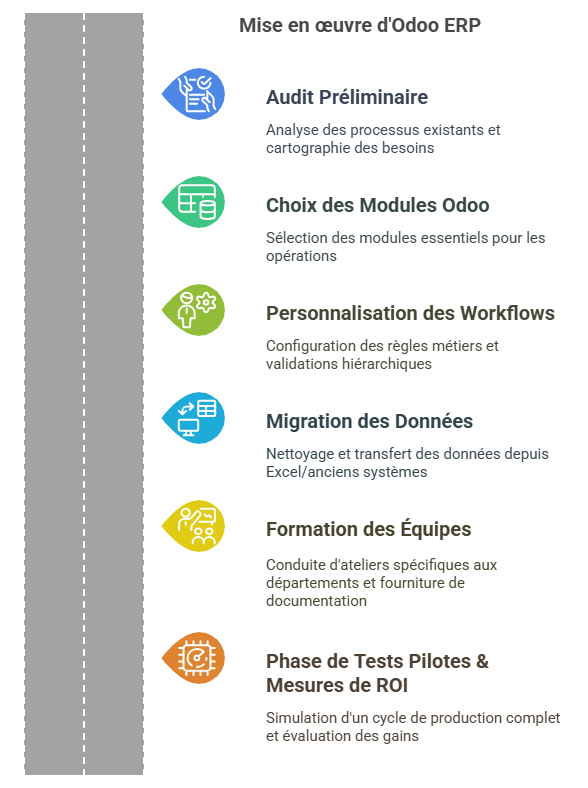 Mise en œuvre d'Odoo ERP
Audit Préliminaire
Analyse des processus existants et
cartographie des besoins
Choix des Modules Odoo
Sélection des modules essentiels pour les
opérations
Personnalisation des Workflows
Configuration des règles métiers et
validations hiérarchiques
Migration des Données
Nettoyage et transfert des données depuis
Excel/anciens systèmes
Formation des Équipes
Conduite d'ateliers spécifiques aux
départements et fourniture de
documentation
Phase de Tests Pilotes &
Mesures de ROI
Simulation d'un cycle de production complet
et évaluation des gains